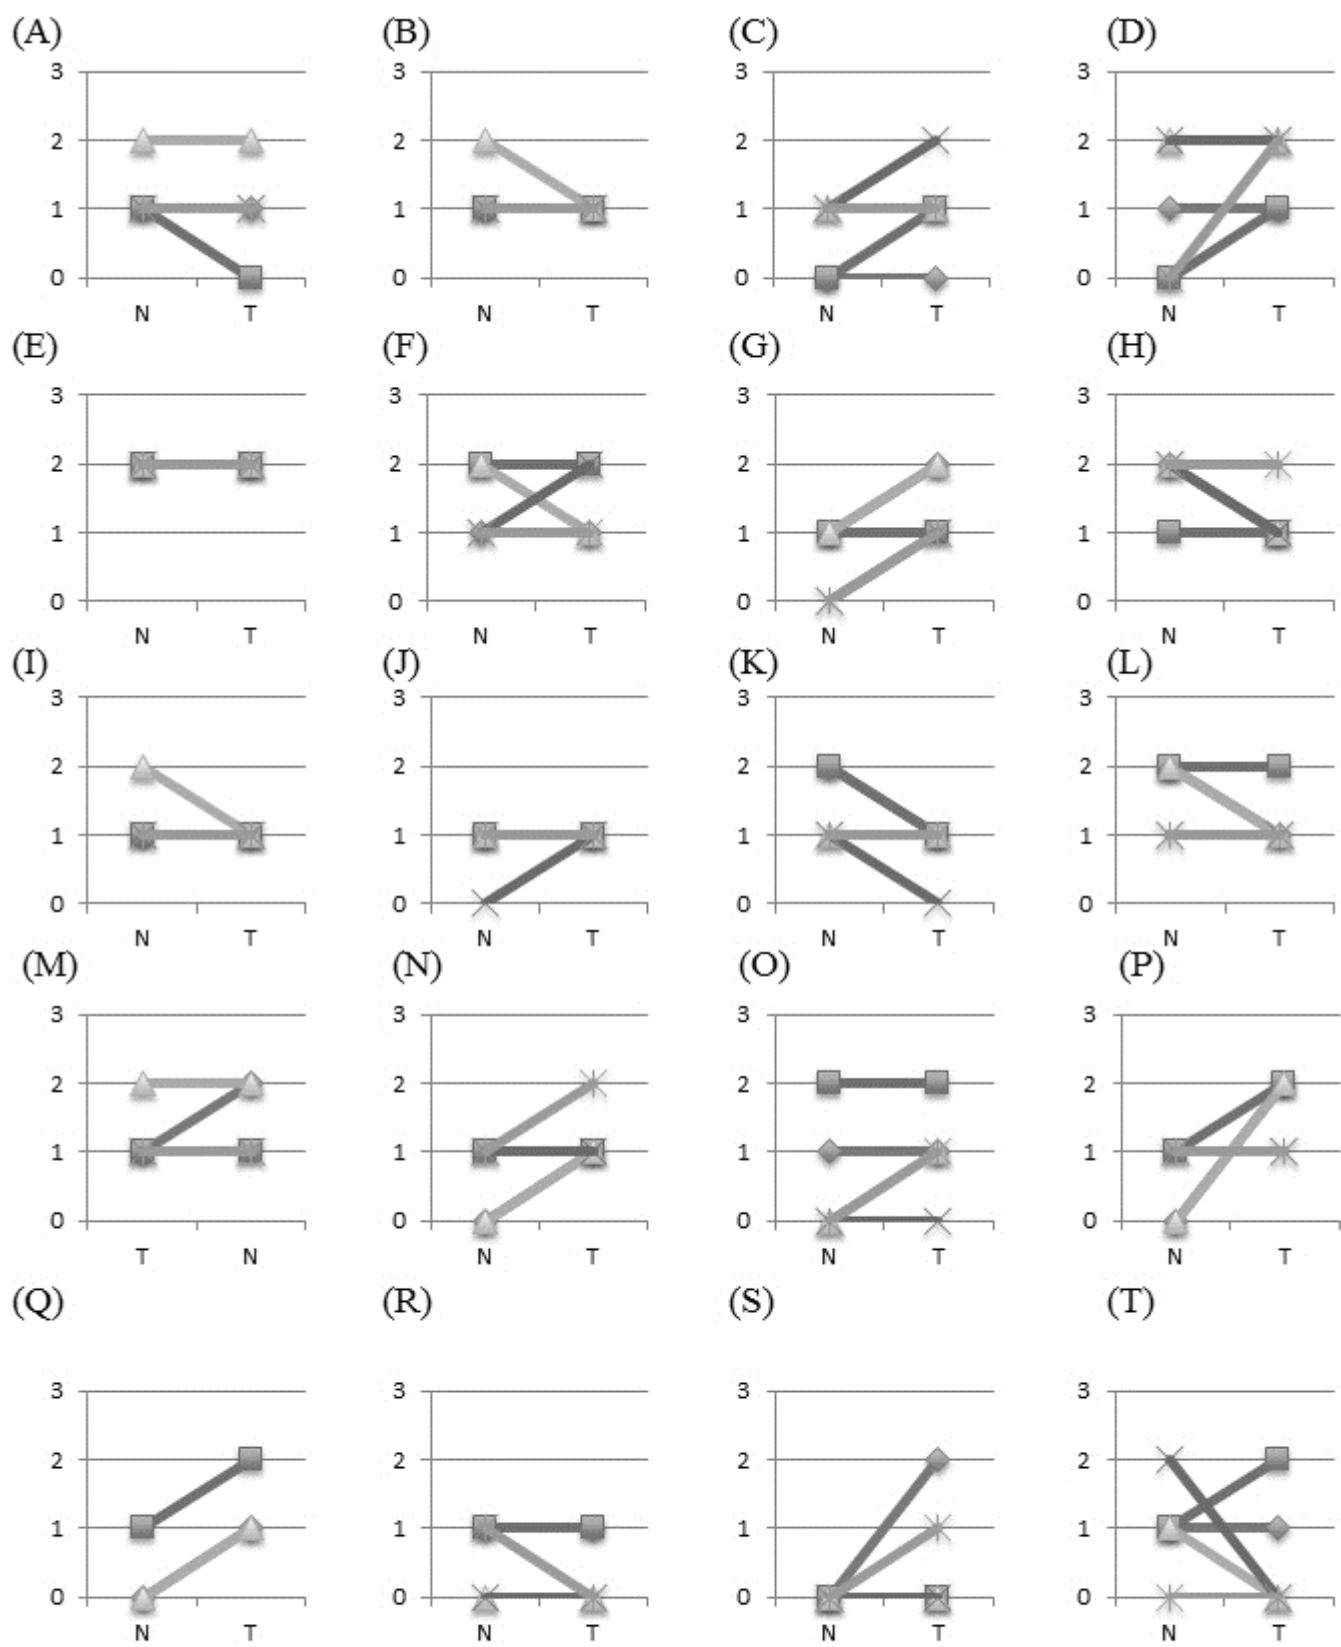 (A) (B) (C) (D)
3 3 3 3
2 2 2 2
1 1 1 1
0 0 0 0
N T N T N T N T
(E) (F) (G) (H)
3 3 3 3
2 2 2 2
1 1 1 1
0 0 0 0
N T N T N T N T
(I) (J) (K) (L)
3 3 3 3
2 2 2 2
1 1 1 1
0 0 0 0
N T N T N T N T
(M) (N) (O) (P)
3 3 3 3
2 2 2 2
1 1 1 1
0 0 0 0
T N N T N T N T
(Q) (R) (S) (T)
3 3 3 3
2 2 2 2
1 1 1 1
0 0 0 0
N T N T N T N T